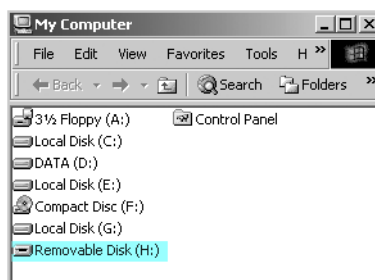 My Computer
File Edit View Favorites Tools H »
Back Search Folders »
3½ Floppy (A:) Control Panel
Local Disk (C:)
DATA (D:)
Local Disk (E:)
Compact Disc (F:)
Local Disk (G:)
Removable Disk (H:)